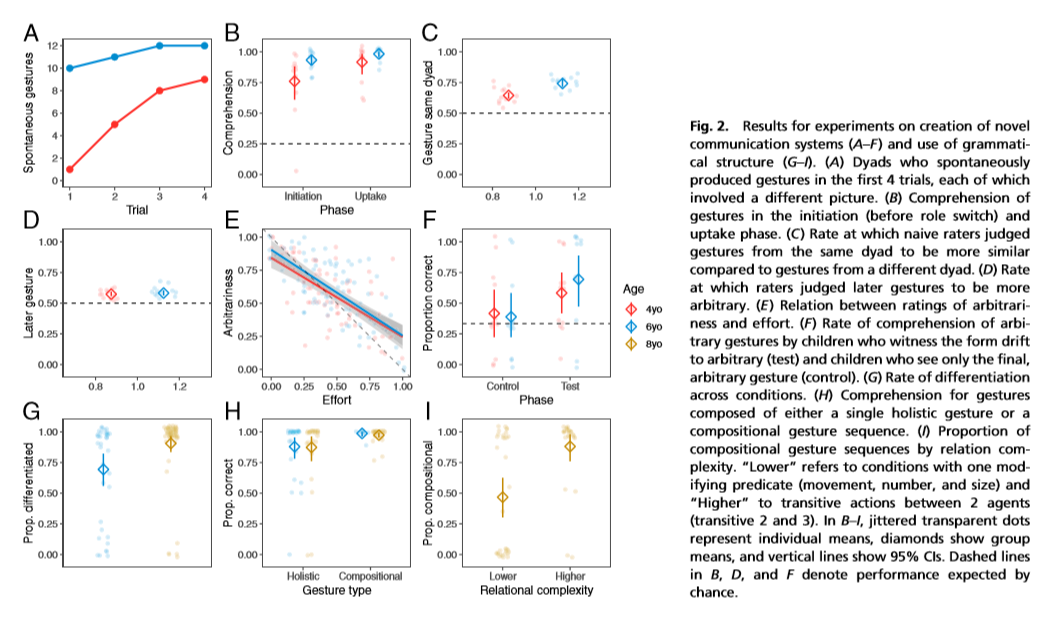 A
Spontaneous gestures
12
10
8
6
4
2
0
1 2 3 4
Trial
B
Comprehension
1.00
0.75
0.50
0.25
0.00
Initiation Uptake
Phase
C
Gesture same dyad
1.00
0.75
0.50
0.25
0.00
0.8 1.0 1.2
D
Later gesture
1.00
0.75
0.50
0.25
0.00
0.8 1.0 1.2
E
Arbitrariness
1.00
0.75
0.50
0.25
0.00
0.00 0.25 0.50 0.75 1.00
Effort
F
Proportion correct
1.00
0.75
0.50
0.25
0.00
Control Test
Phase
Age
4yo
6yo
8yo
G
Prop. differentiated
1.00
0.75
0.50
0.25
0.00
H
Prop. correct
1.00
0.75
0.50
0.25
0.00
Holistic Compositional
Gesture type
I
Prop. compositional
1.00
0.75
0.50
0.25
0.00
Lower Higher
Relational complexity
Fig. 2. Results for experiments on creation of novel
communication systems (A–F) and use of grammati-
cal structure (G–I). (A) Dyads who spontaneously
produced gestures in the first 4 trials, each of which
involved a different picture. (B) Comprehension of
gestures in the initiation (before role switch) and
uptake phase. (C) Rate at which naive raters judged
gestures from the same dyad to be more similar
compared to gestures from a different dyad. (D) Rate
at which raters judged later gestures to be more
arbitrary. (E) Relation between ratings of arbitrari-
ness and effort. (F) Rate of comprehension of arbi-
trary gestures by children who witness the form drift
to arbitrary (test) and children who see only the final,
arbitrary gesture (control). (G) Rate of differentiation
across conditions. (H) Comprehension for gestures
composed of either a single holistic gesture or a
compositional gesture sequence. (I) Proportion of
compositional gesture sequences by relation com-
plexity. “Lower” refers to conditions with one mod-
ifying predicate (movement, number, and size) and
“Higher” to transitive actions between 2 agents
(transitive 2 and 3). In B–I, jittered transparent dots
represent individual means, diamonds show group
means, and vertical lines show 95% CIs. Dashed lines
in B, D, and F denote performance expected by
chance.